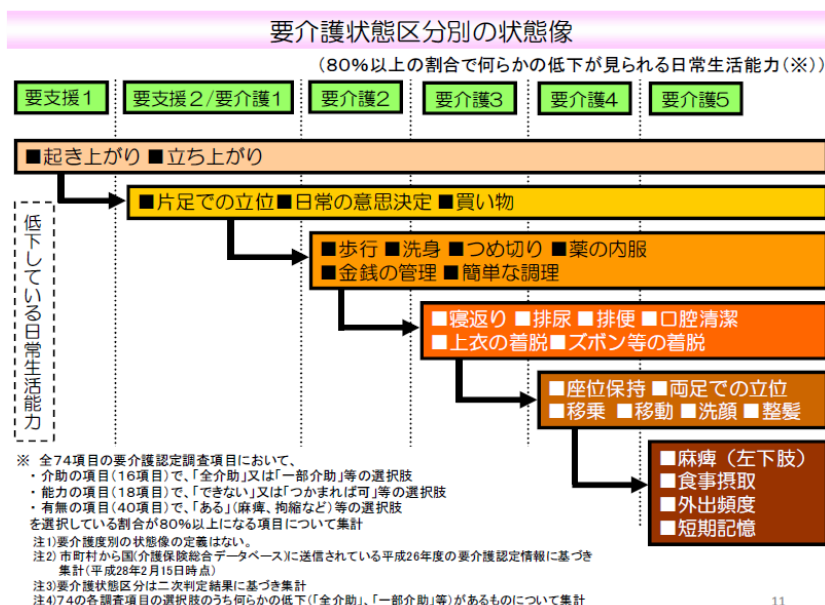 要介護状態区分別の状態像
(80%以上の割合で何らかの低下が見られる日常生活能力(※))
要支援1
要支援2/要介護1
要介護2
要介護3
要介護4
要介護5
■起き上がり ■立ち上がり
■片足での立位■日常の意思決定 ■買い物
■歩行 ■洗身 ■つめ切り ■薬の内服
■金銭の管理 ■簡単な調理
■寝返り ■排尿 ■排便 ■口腔清潔
■上衣の着脱■ズボン等の着脱
■座位保持 ■両足での立位
■移乗 ■移動 ■洗顔 ■整髪
■麻痺(左下肢)
■食事摂取
■外出頻度
■短期記憶
低下している日常生活能力
※ 全74項目の要介護認定調査項目において、
・介助の項目(16項目)で、「全介助」又は「一部介助」等の選択肢
・能力の項目(18項目)で、「できない」又は「つかまれば可」等の選択肢
・有無の項目(40項目)で、「ある」(麻痺、拘縮など)等の選択肢
を選択している割合が80%以上になる項目について集計
注1)要介護度別の状態像の定義はない。
注2)市町村から国(介護保険総合データベース)に送信されている平成26年度の要介護認定情報に基づき
集計(平成28年2月15日時点)
注3)要介護状態区分は二次判定結果に基づき集計
注4)74の各調査項目の選択肢のうち何らかの低下(「全介助」、「一部介助」等)があるものについて集計
11